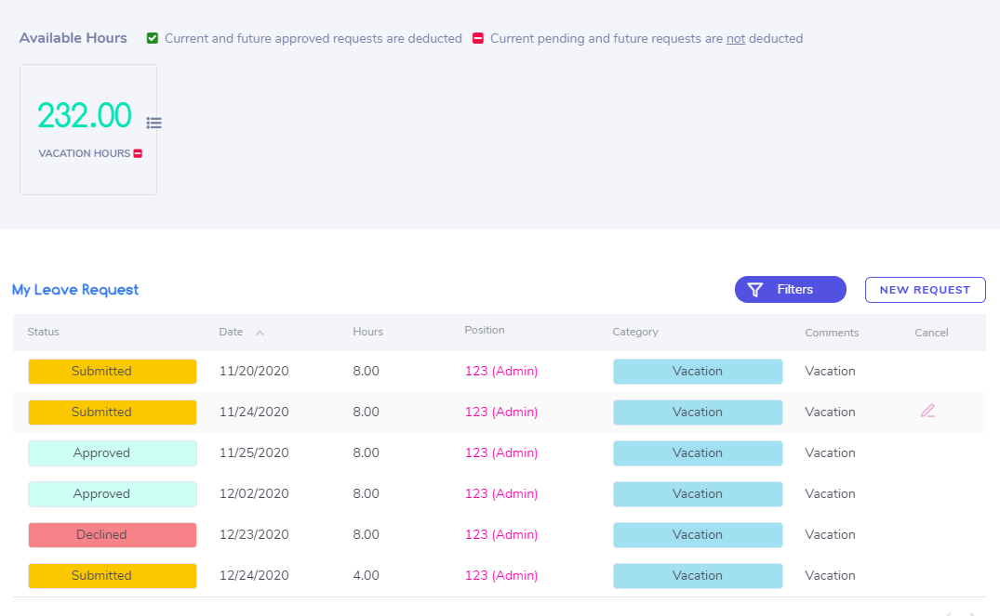 Available Hours Current and future approved requests are deducted Current pending and future requests are not deducted
232.00
VACATION HOURS
My Leave Request Filters NEW REQUEST
Status Date Hours Position Category Comments Cancel
Submitted 11/20/2020 8.00 123 (Admin) Vacation Vacation
Submitted 11/24/2020 8.00 123 (Admin) Vacation Vacation
Approved 11/25/2020 8.00 123 (Admin) Vacation Vacation
Approved 12/02/2020 8.00 123 (Admin) Vacation Vacation
Declined 12/23/2020 8.00 123 (Admin) Vacation Vacation
Submitted 12/24/2020 4.00 123 (Admin) Vacation Vacation